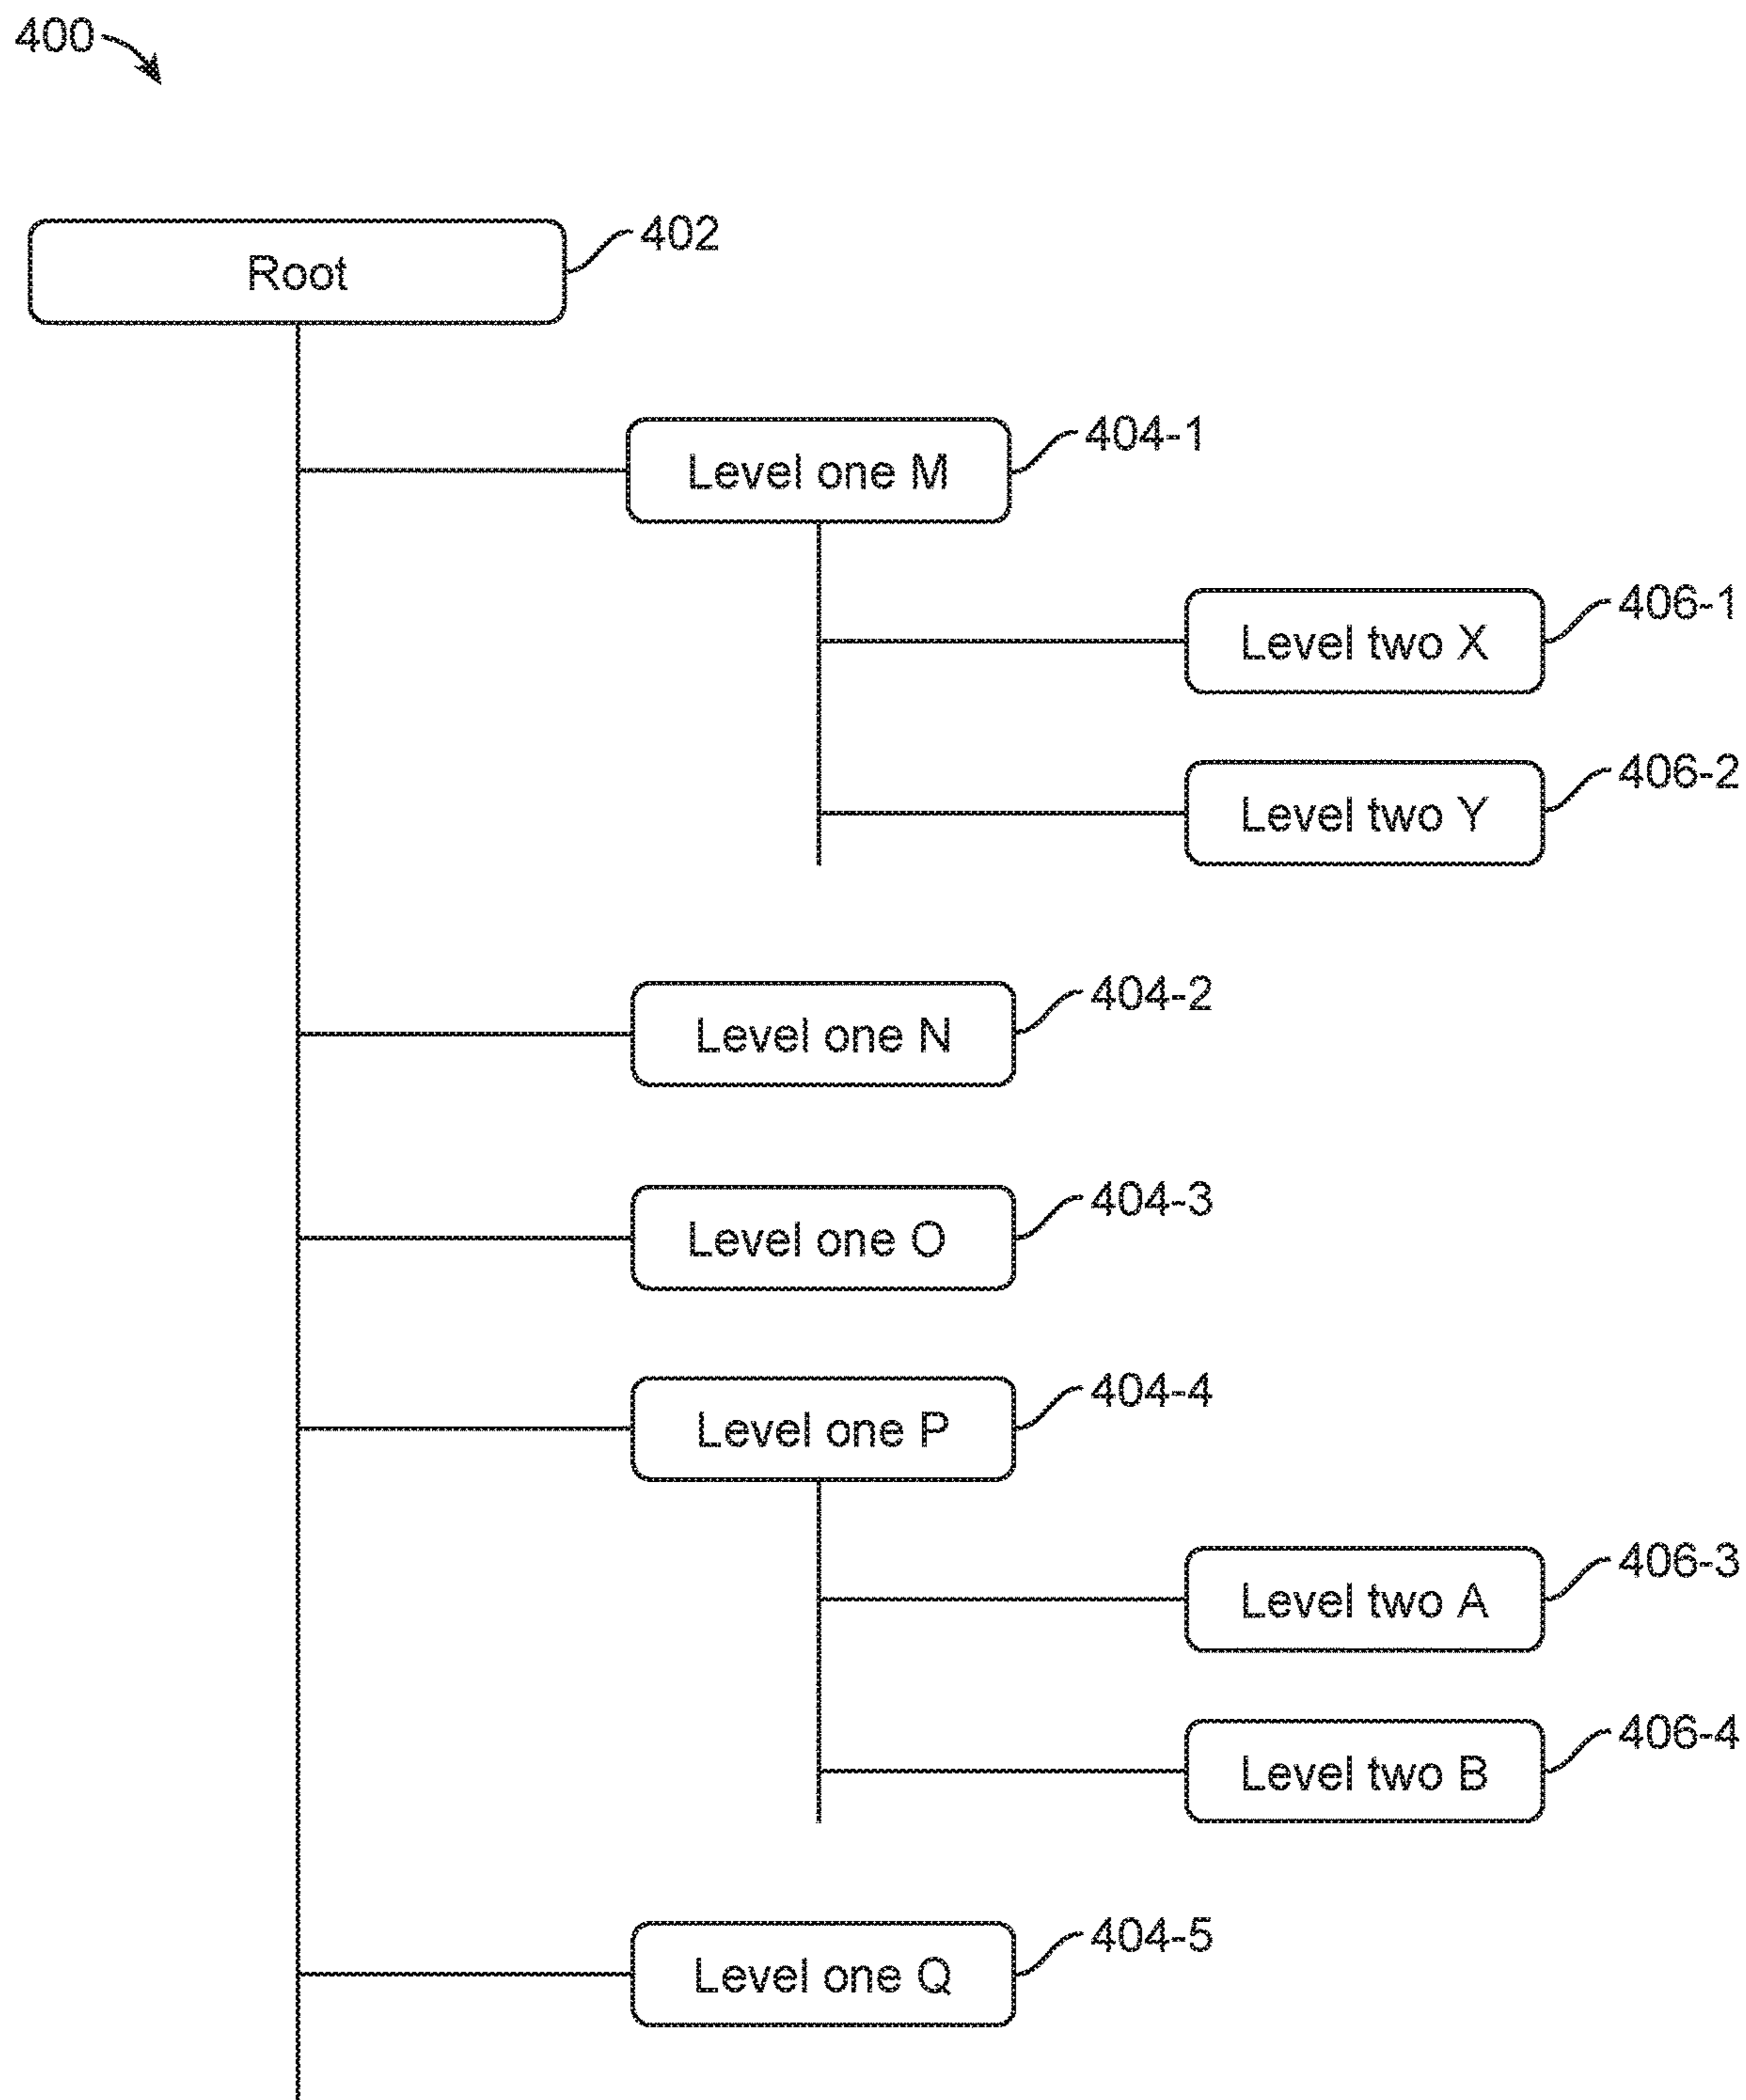 400
402
Root
404-1
Level one M
406-1
Level two X
406-2
Level two Y
404-2
Level one N
404-3
Level one O
404-4
Level one P
406-3
Level two A
406-4
Level two B
404-5
Level one Q